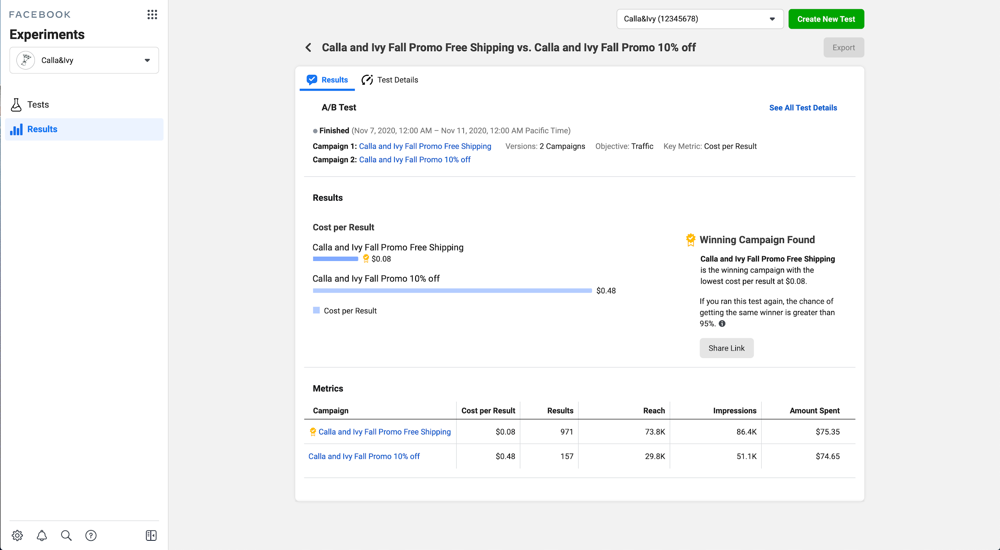 FACEBOOK
Experiments
Calla&Ivy
Tests
Results
Calla&Ivy (12345678)
Create New Test
Calla and Ivy Fall Promo Free Shipping vs. Calla and Ivy Fall Promo 10% off
Export
Results
Test Details
A/B Test
See All Test Details
Finished (Nov 7, 2020, 12:00 AM – Nov 11, 2020, 12:00 AM Pacific Time)
Campaign 1: Calla and Ivy Fall Promo Free Shipping Versions: 2 Campaigns Objective: Traffic Key Metric: Cost per Result
Campaign 2: Calla and Ivy Fall Promo 10% off
Results
Cost per Result
Calla and Ivy Fall Promo Free Shipping
$0.08
Calla and Ivy Fall Promo 10% off
$0.48
Cost per Result
Winning Campaign Found
Calla and Ivy Fall Promo Free Shipping
is the winning campaign with the
lowest cost per result at $0.08.
If you ran this test again, the chance of
getting the same winner is greater than
95%.
Share Link
Metrics
Campaign Cost per Result Results Reach Impressions Amount Spent
Calla and Ivy Fall Promo Free Shipping $0.08 971 73.8K 86.4K $75.35
Calla and Ivy Fall Promo 10% off $0.48 157 29.8K 51.1K $74.65